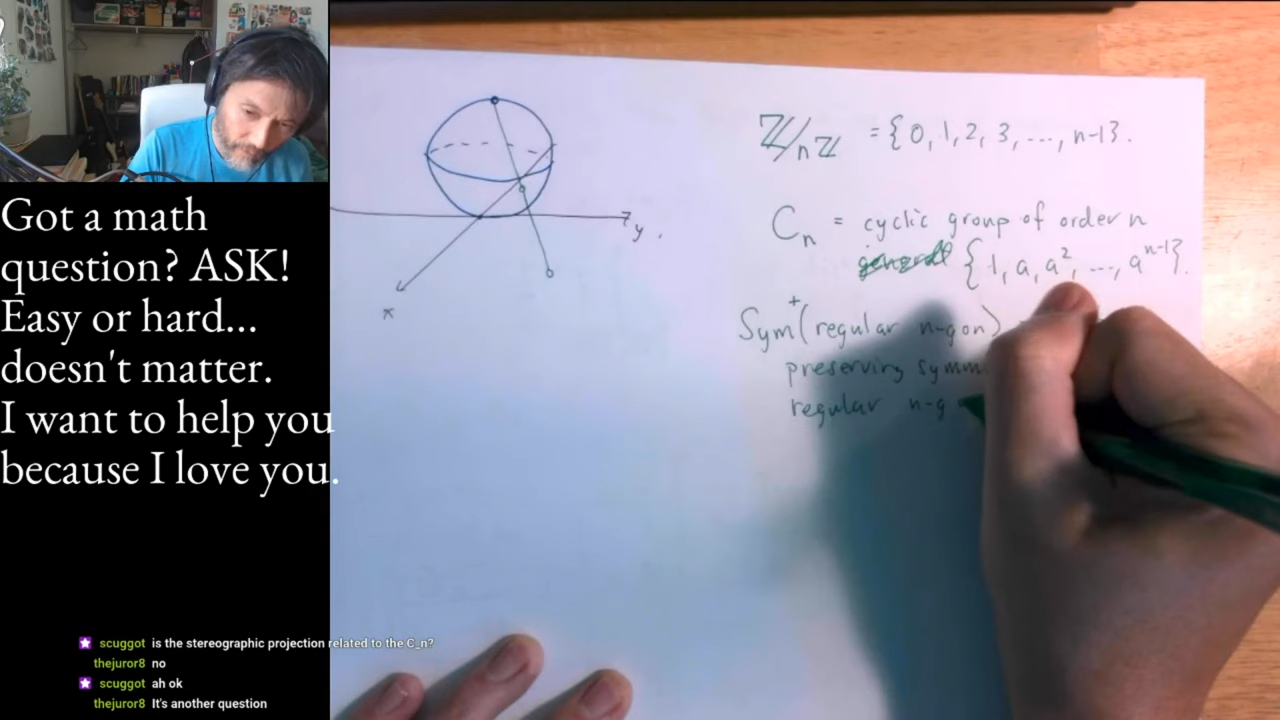 Got a math
question? ASK!
Easy or hard...
doesn't matter.
I want to help you
because I love you.
scuggot is the stereographic projection related to the C_n?
thejuror8 no
scuggot ah ok
thejuror8 It's another question
x
y
ℤ/nℤ = {0, 1, 2, 3, ..., n-1}.
C_n = cyclic group of order n
{1, a, a², ..., aⁿ⁻¹}.
Sym⁺(regular n-gon)
preserving
regular n-g